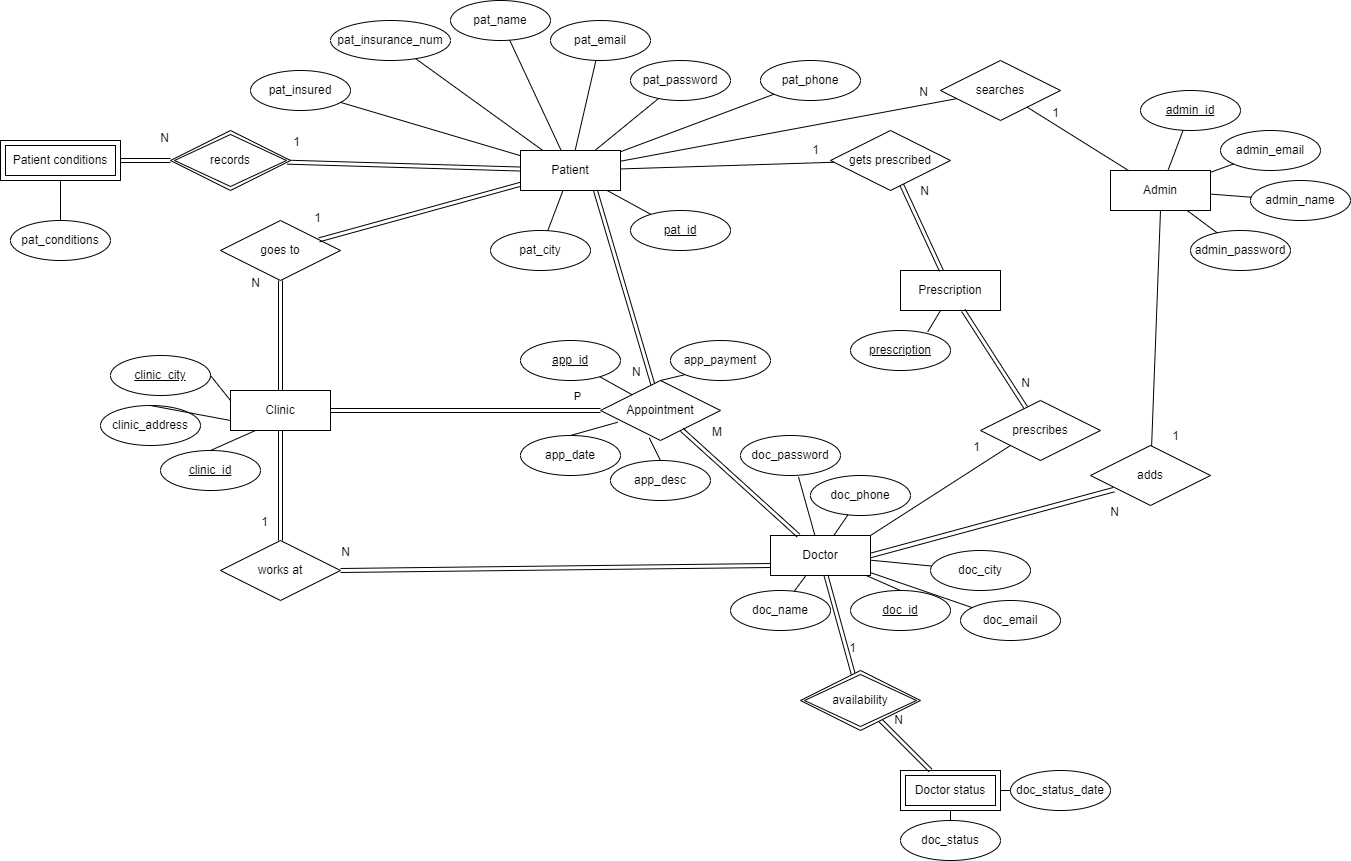 pat_name
pat_insurance_num
pat_email
pat_insured
pat_password
pat_phone
N
searches
1
admin_id
Patient conditions
N
records
1
Patient
1
gets prescribed
N
Admin
admin_email
admin_name
admin_password
pat_conditions
goes to
1
N
pat_city
pat_id
Prescription
prescription
clinic_city
Clinic
clinic_address
clinic_id
app_id
app_payment
N
P
Appointment
M
app_date
app_desc
N
prescribes
1
1
adds
N
doc_password
doc_phone
1
works at
N
Doctor
doc_city
doc_name
doc_id
doc_email
1
availability
N
Doctor status
doc_status_date
doc_status